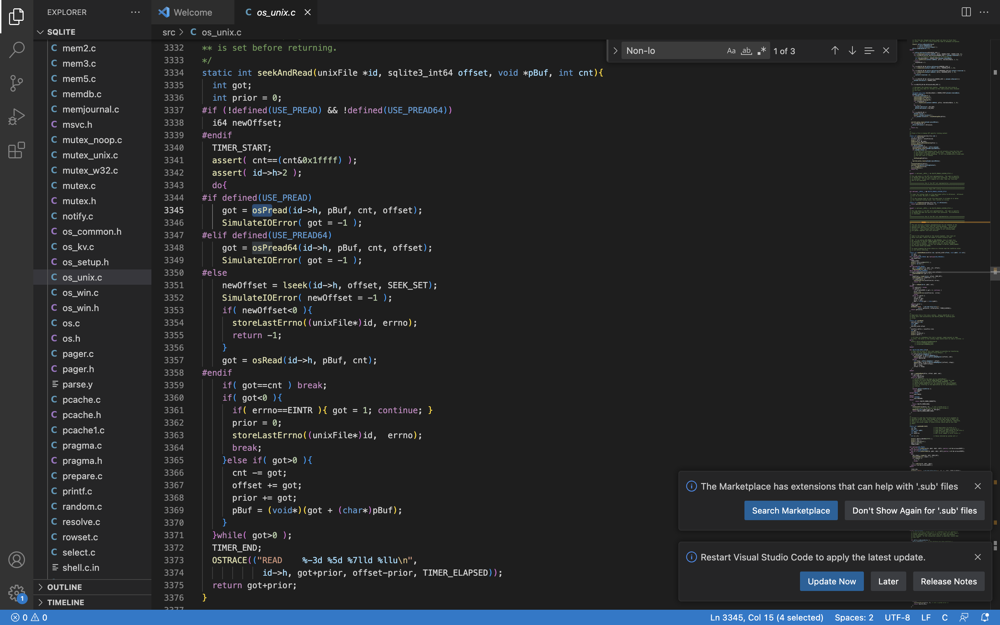 EXPLORER
Welcome
os_unix.c
SQLITE
src > os_unix.c
Non-lo
Aa
ab
1 of 3
mem2.c
mem3.c
mem5.c
memdb.c
memjournal.c
msvc.h
mutex_noop.c
mutex_unix.c
mutex_w32.c
mutex.c
mutex.h
notify.c
os_common.h
os_kv.c
os_setup.h
os_unix.c
os_win.c
os_win.h
os.c
os.h
pager.c
pager.h
parse.y
pcache.c
pcache.h
pcache1.c
pragma.c
pragma.h
prepare.c
printf.c
random.c
resolve.c
rowset.c
select.c
shell.c.in
OUTLINE
TIMELINE
3332 ** is set before returning.
3333 */
3334 static int seekAndRead(unixFile *id, sqlite3_int64 offset, void *pBuf, int cnt){
3335   int got;
3336   int prior = 0;
3337 #if (!defined(USE_PREAD) && !defined(USE_PREAD64))
3338   i64 newOffset;
3339 #endif
3340   TIMER_START;
3341   assert( cnt==(cnt&0x1ffff) );
3342   assert( id->h>2 );
3343   do{
3344 #if defined(USE_PREAD)
3345     got = osPread(id->h, pBuf, cnt, offset);
3346     SimulateIOError( got = -1 );
3347 #elif defined(USE_PREAD64)
3348     got = osPread64(id->h, pBuf, cnt, offset);
3349     SimulateIOError( got = -1 );
3350 #else
3351     newOffset = lseek(id->h, offset, SEEK_SET);
3352     SimulateIOError( newOffset = -1 );
3353     if( newOffset<0 ){
3354       storeLastErrno((unixFile*)id, errno);
3355       return -1;
3356     }
3357     got = osRead(id->h, pBuf, cnt);
3358 #endif
3359     if( got==cnt ) break;
3360     if( got<0 ){
3361       if( errno==EINTR ){ got = 1; continue; }
3362       prior = 0;
3363       storeLastErrno((unixFile*)id,  errno);
3364       break;
3365     }else if( got>0 ){
3366       cnt -= got;
3367       offset += got;
3368       prior += got;
3369       pBuf = (void*)(got + (char*)pBuf);
3370     }
3371   }while( got>0 );
3372   TIMER_END;
3373   OSTRACE(("READ    %-3d %5d %7lld %llu\n",
3374             id->h, got+prior, offset-prior, TIMER_ELAPSED));
3375   return got+prior;
3376 }
The Marketplace has extensions that can help with '.sub' files
Search Marketplace
Don't Show Again for '.sub' files
Restart Visual Studio Code to apply the latest update.
Update Now
Later
Release Notes
1
0
0
Ln 3345, Col 15 (4 selected)
Spaces: 2
UTF-8
LF
C